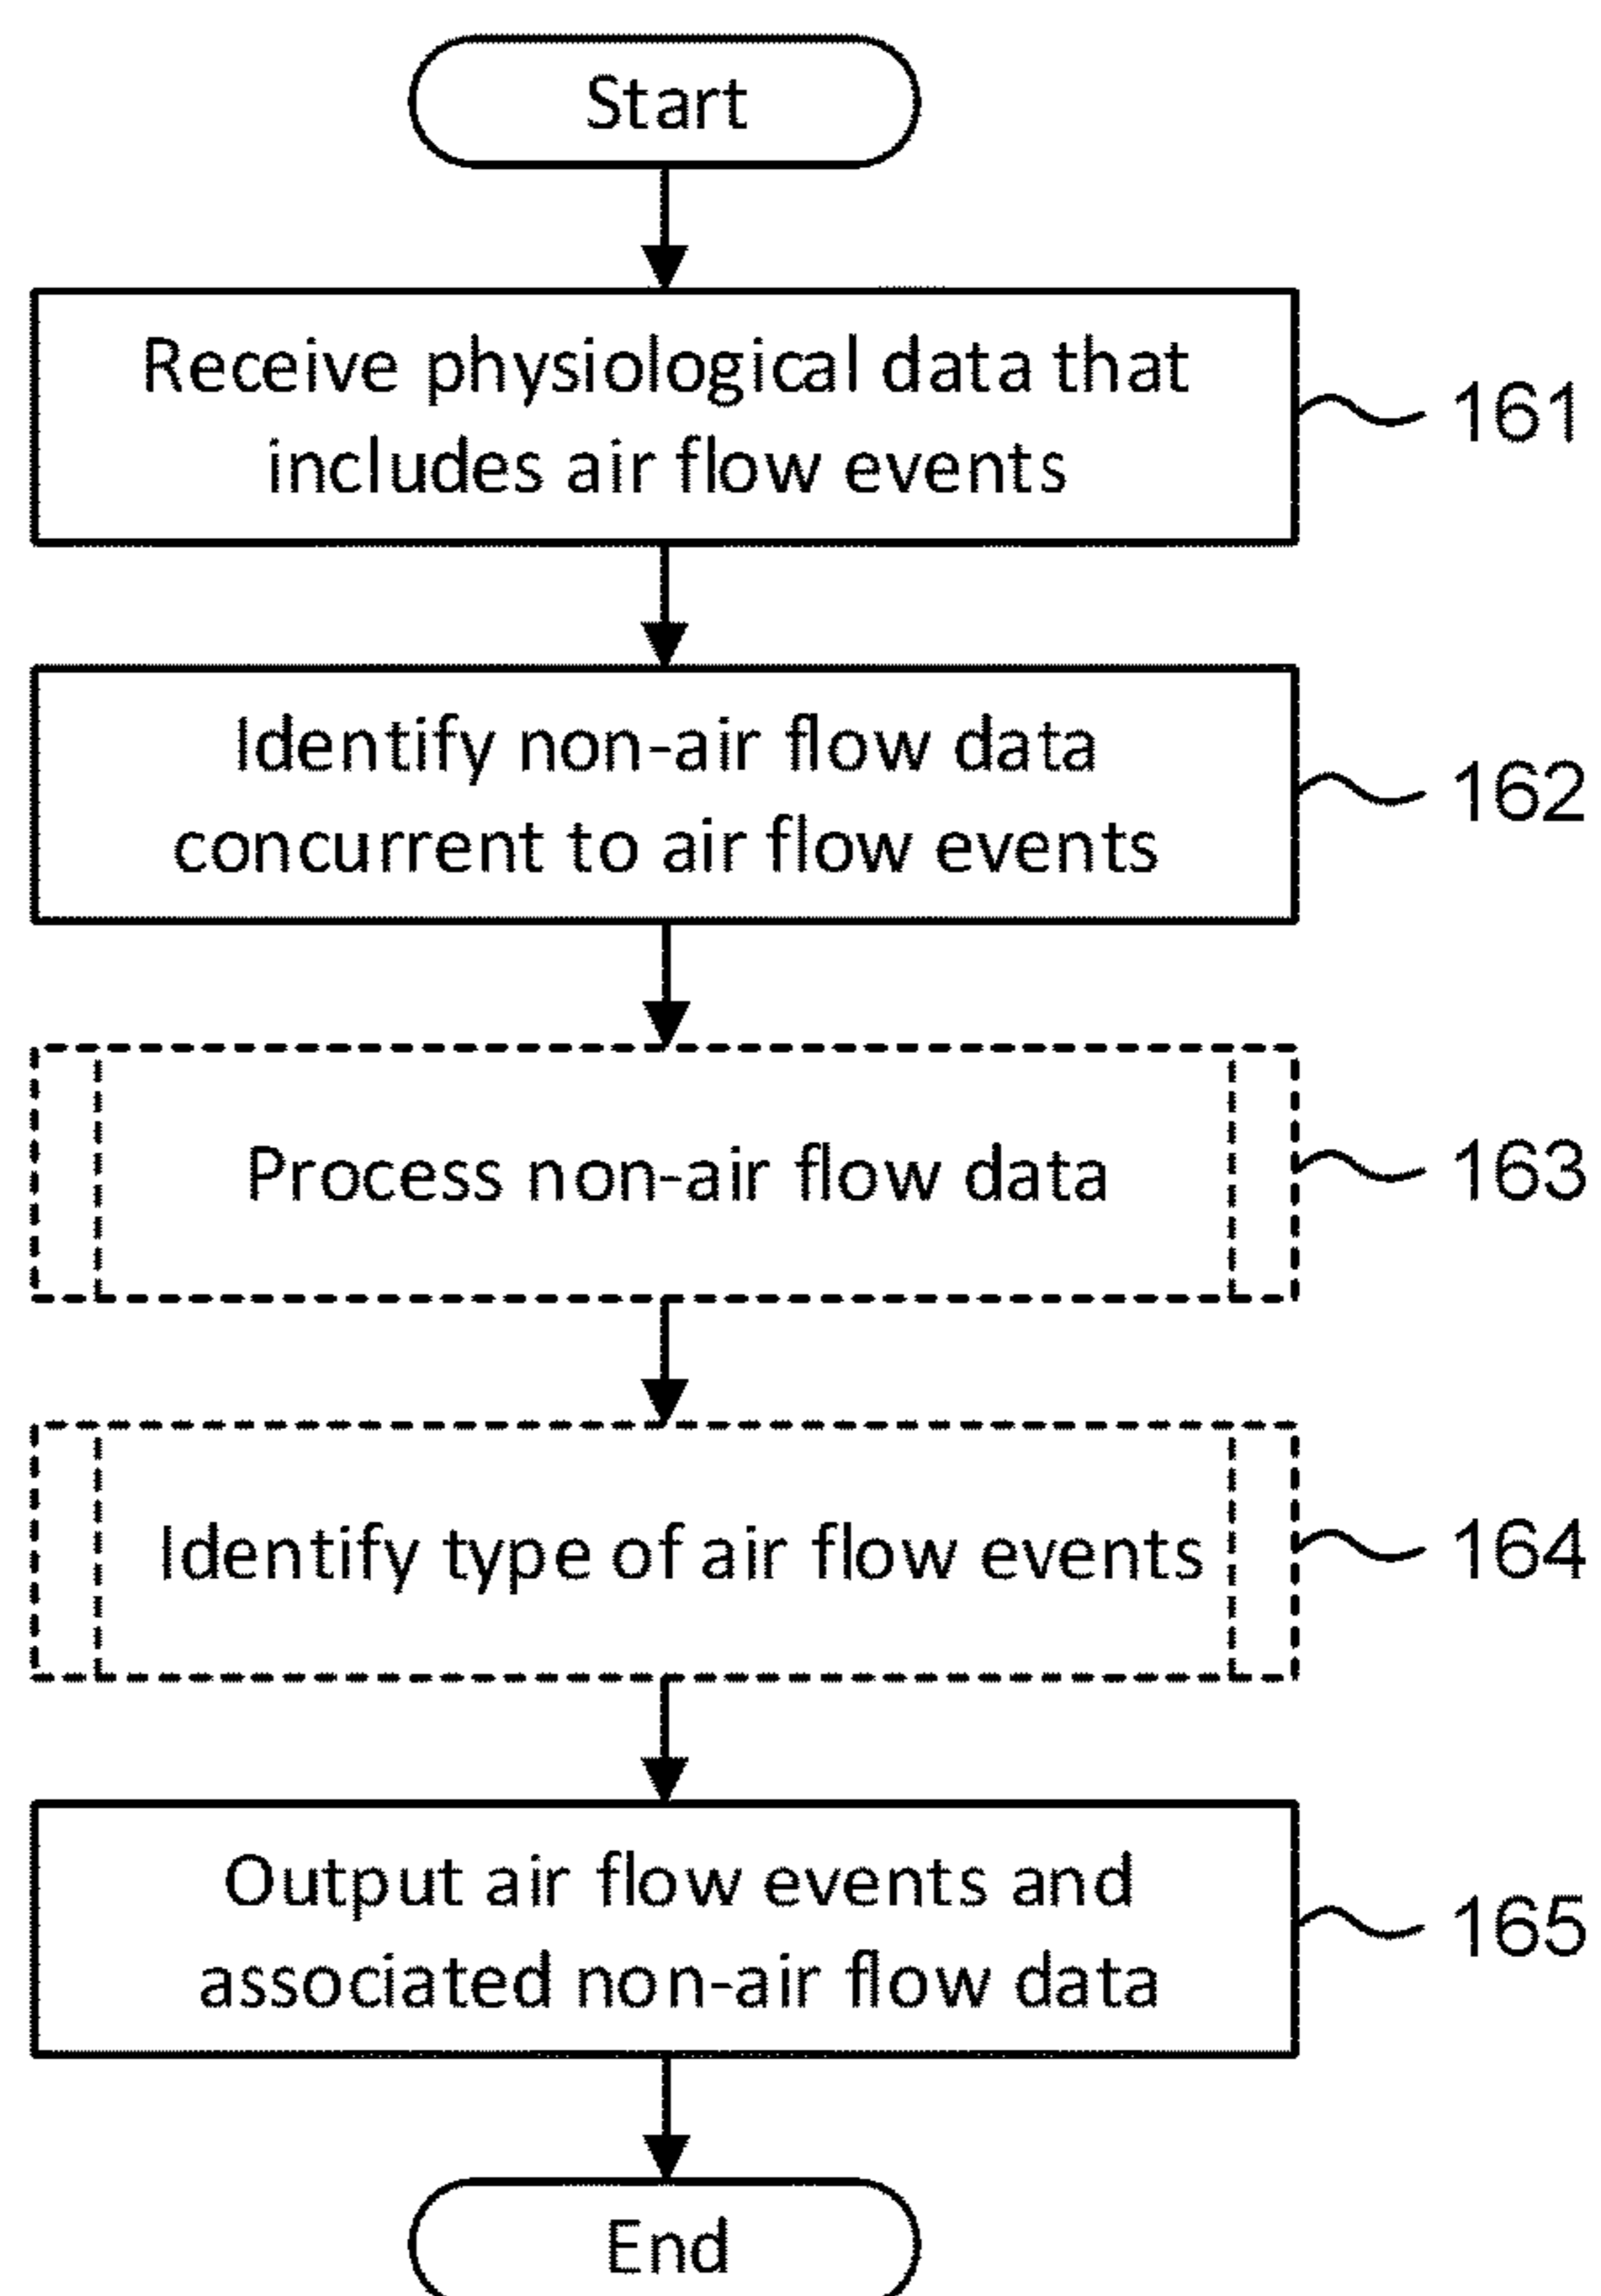 Start
Receive physiological data that
includes air flow events
161
Identify non-air flow data
concurrent to air flow events
162
Process non-air flow data
163
Identify type of air flow events
164
Output air flow events and
associated non-air flow data
165
End